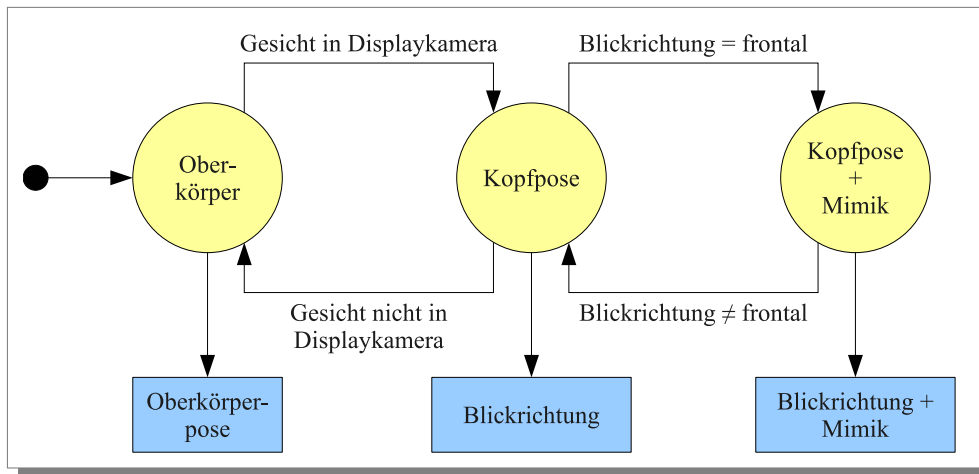 Gesicht in Displaykamera
Blickrichtung = frontal
Ober-
körper
Kopfpose
Kopfpose
+
Mimik
Gesicht nicht in
Displaykamera
Blickrichtung ≠ frontal
Oberkörper-
pose
Blickrichtung
Blickrichtung +
Mimik